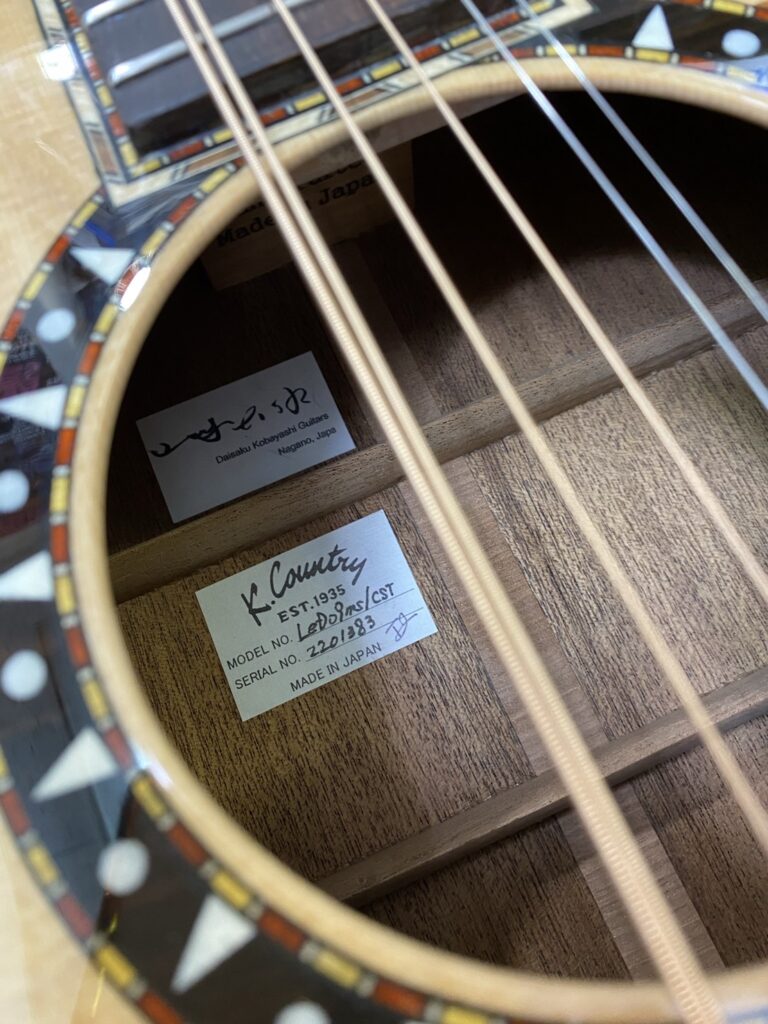 Made in Japan
Daisaku Kobayashi Guitars
Nagano, Japa
K. Country
EST.1935
MODEL NO. LeDo9ms/CST
SERIAL NO. 2201383
MADE IN JAPAN